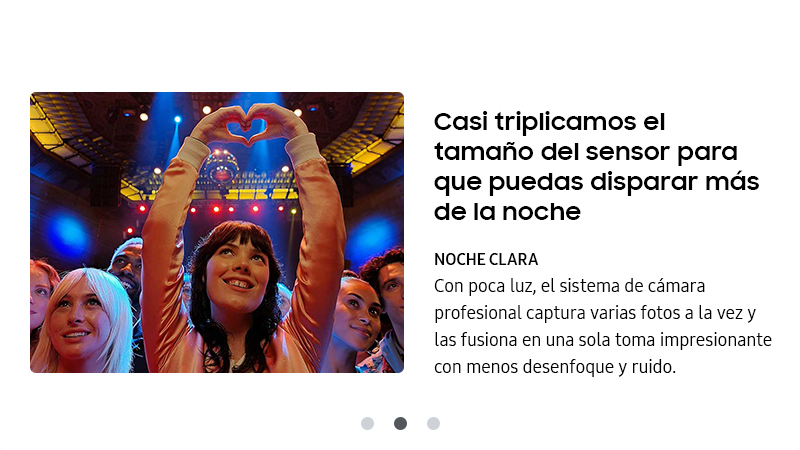 Casi triplicamos el
tamaño del sensor para
que puedas disparar más
de la noche
NOCHE CLARA
Con poca luz, el sistema de cámara
profesional captura varias fotos a la vez y
las fusiona en una sola toma impresionante
con menos desenfoque y ruido.